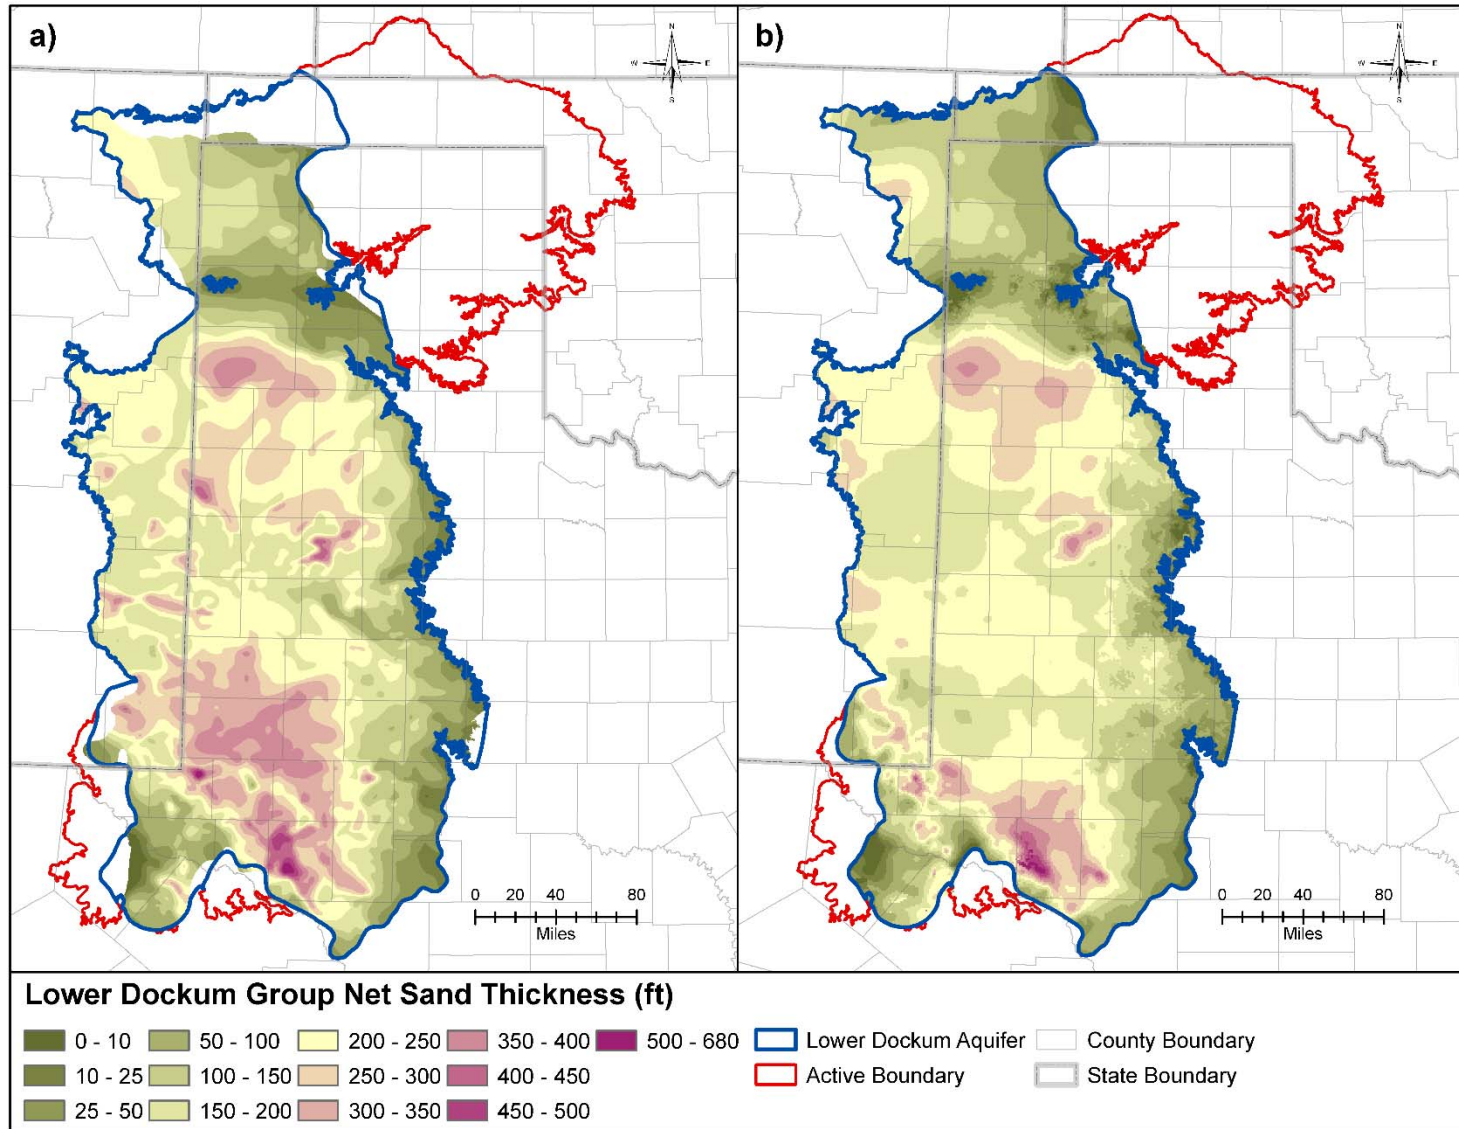 a)
N
W E
S
b)
N
W E
S
0 20 40 80
Miles
0 20 40 80
Miles
Lower Dockum Group Net Sand Thickness (ft)
0 - 10 50 - 100 200 - 250 350 - 400 500 - 680 Lower Dockum Aquifer County Boundary
10 - 25 100 - 150 250 - 300 400 - 450 Active Boundary State Boundary
25 - 50 150 - 200 300 - 350 450 - 500